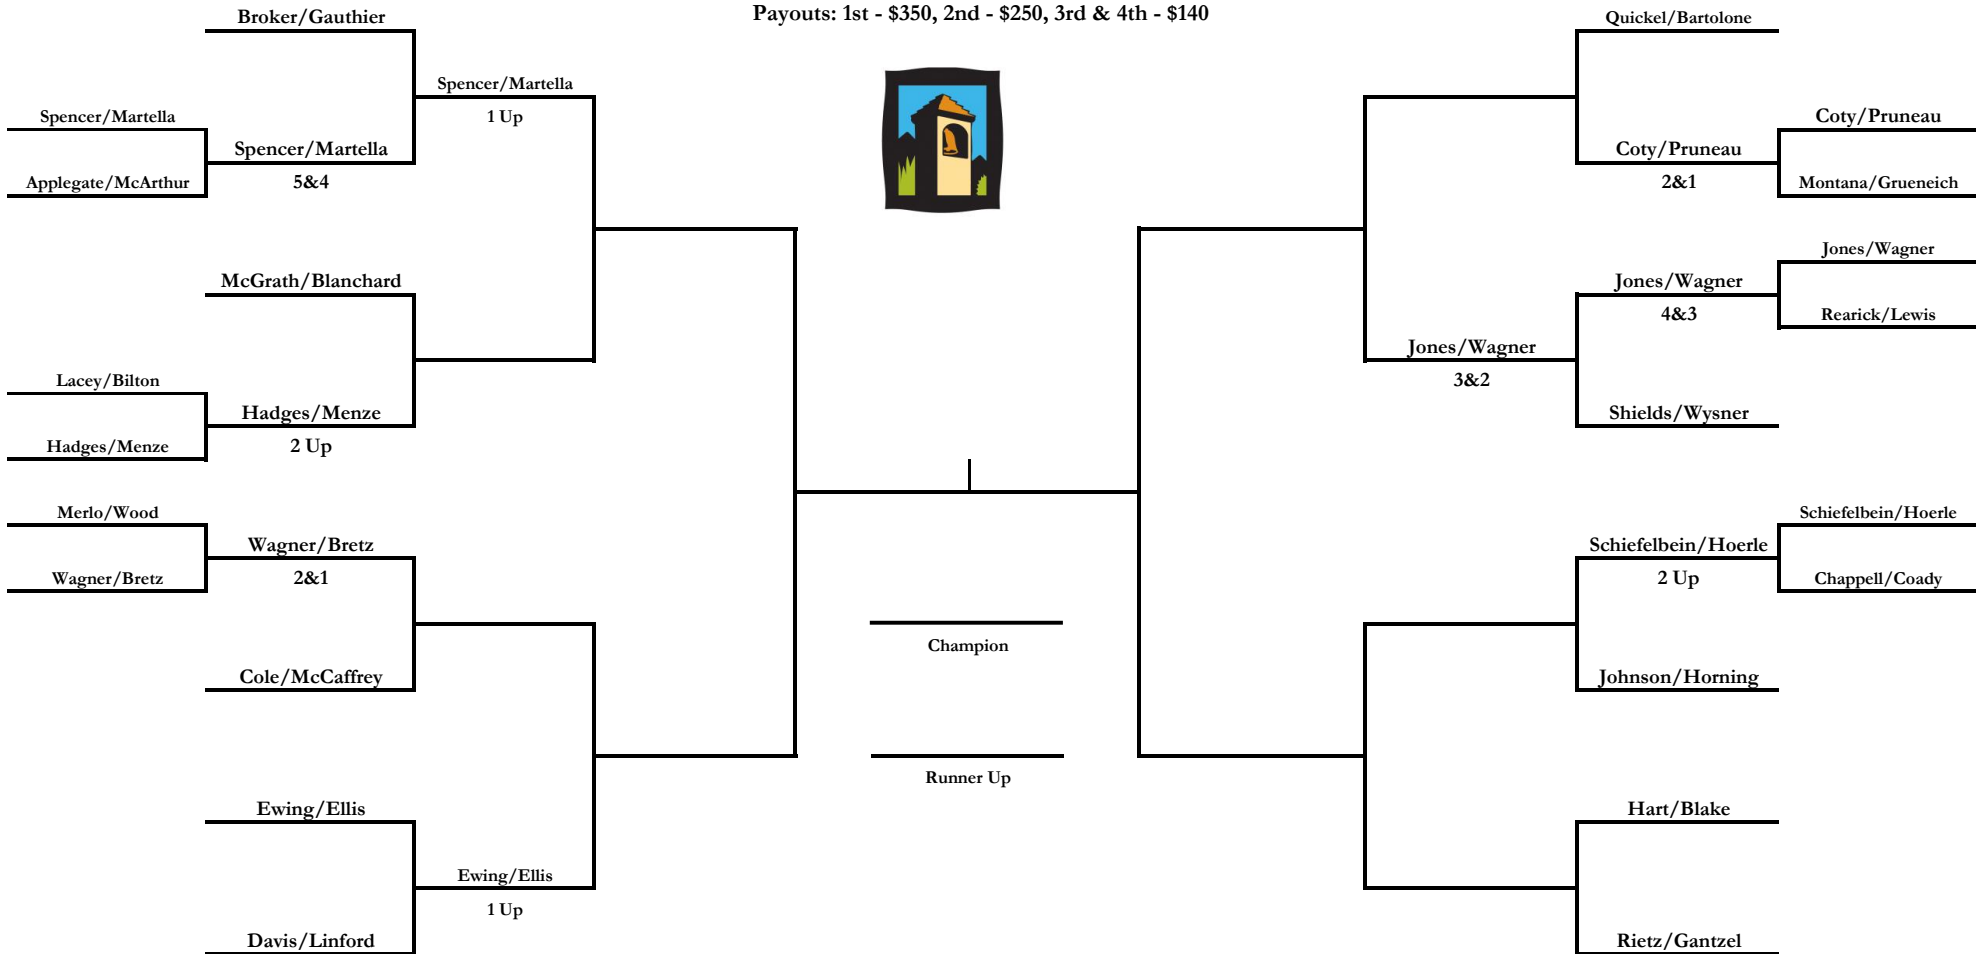 Payouts: 1st - $350, 2nd - $250, 3rd & 4th - $140
Broker/Gauthier
Spencer/Martella
1 Up
Spencer/Martella
Spencer/Martella
5&4
Applegate/McArthur
McGrath/Blanchard
Lacey/Bilton
Hadges/Menze
2 Up
Hadges/Menze
Merlo/Wood
Wagner/Bretz
2&1
Wagner/Bretz
Cole/McCaffrey
Ewing/Ellis
Ewing/Ellis
1 Up
Davis/Linford
Champion
Runner Up
Quickel/Bartolone
Coty/Pruneau
Coty/Pruneau
2&1
Montana/Grueneich
Jones/Wagner
Jones/Wagner
4&3
Rearick/Lewis
Jones/Wagner
3&2
Shields/Wysner
Schiefelbein/Hoerle
Schiefelbein/Hoerle
2 Up
Chappell/Coady
Johnson/Horning
Hart/Blake
Rietz/Gantzel